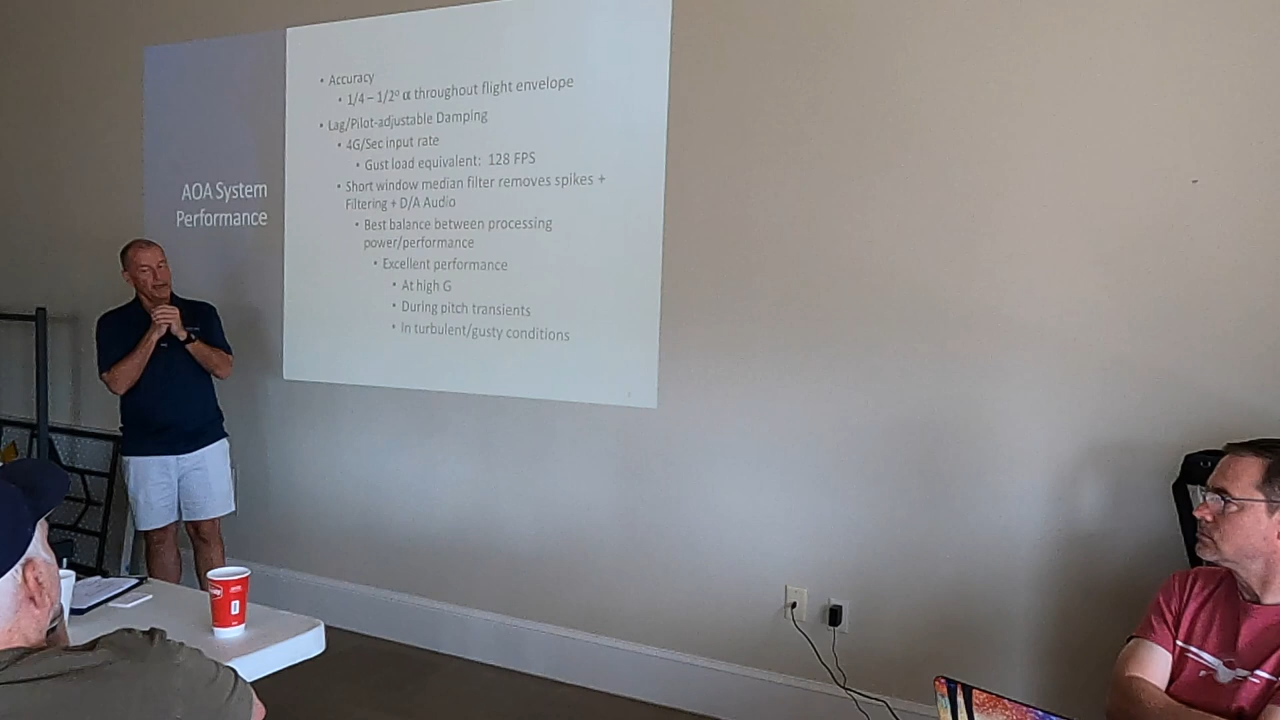 AOA System
Performance
• Accuracy
• 1/4 – 1/2º α throughout flight envelope
• Lag/Pilot-adjustable Damping
• 4G/Sec input rate
• Gust load equivalent: 128 FPS
• Short window median filter removes spikes +
Filtering + D/A Audio
• Best balance between processing
power/performance
• Excellent performance
• At high G
• During pitch transients
• In turbulent/gusty conditions